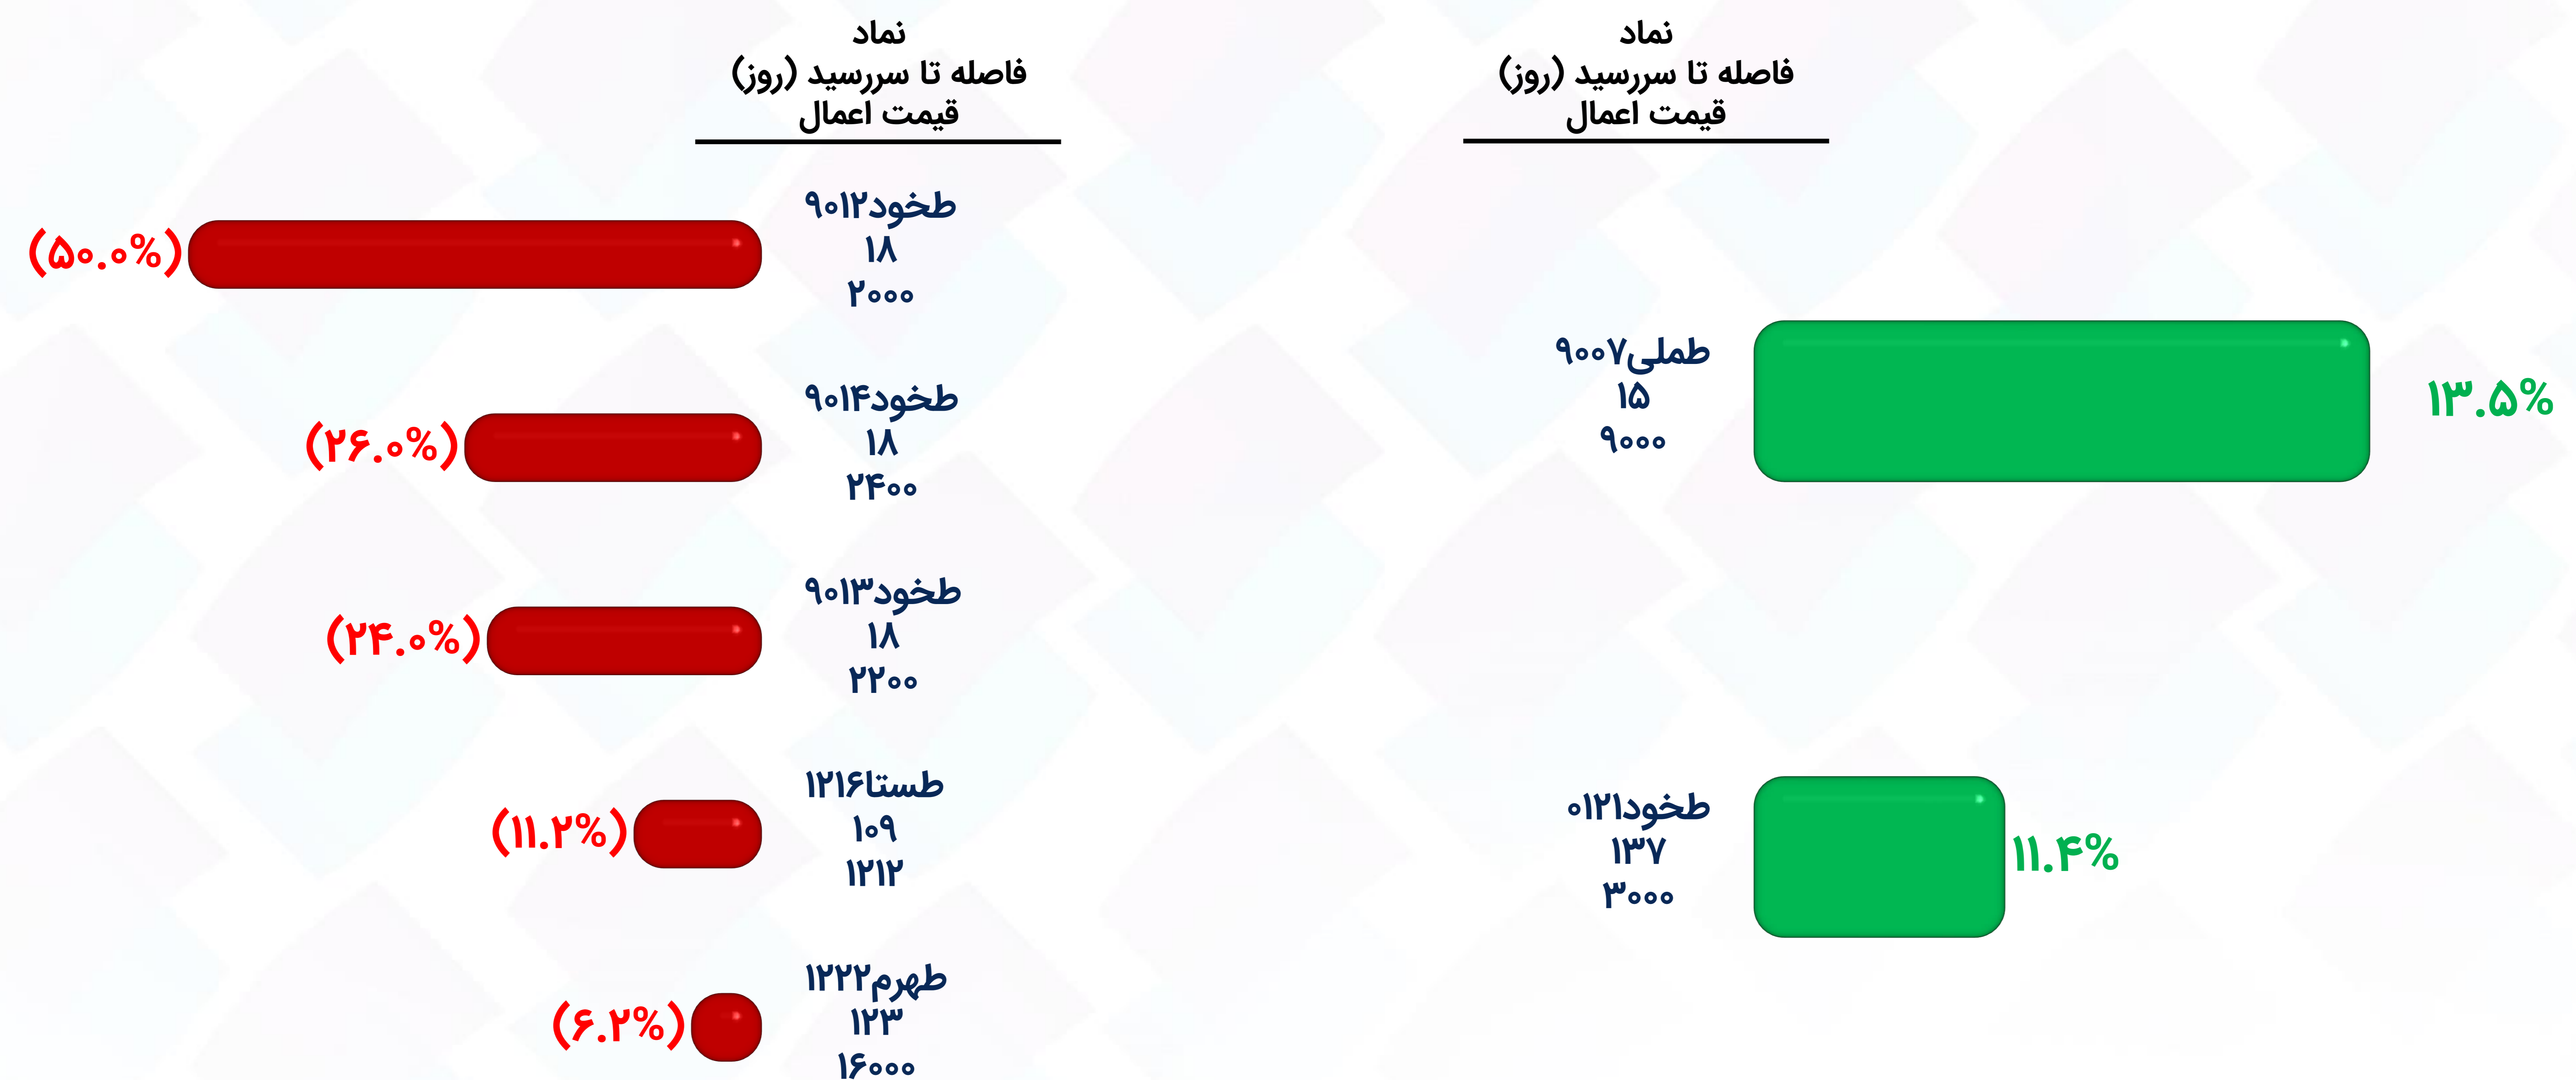 نماد
فاصله تا سررسید (روز)
قیمت اعمال
طملی۹۰۰۷
۱۵
۹۰۰۰
۱۳.۵%
طخود۰۱۲۱
۱۳۷
۳۰۰۰
۱۱.۴%
نماد
فاصله تا سررسید (روز)
قیمت اعمال
طخود۹۰۱۲
۱۸
۲۰۰۰
(۵۰.۰%)
طخود۹۰۱۴
۱۸
۲۴۰۰
(۲۶.۰%)
طخود۹۰۱۳
۱۸
۲۲۰۰
(۲۴.۰%)
طستا۱۲۱۶
۱۰۹
۱۲۱۲
(۱۱.۲%)
طهرم۱۲۲۲
۱۲۳
۱۶۰۰۰
(۶.۲%)